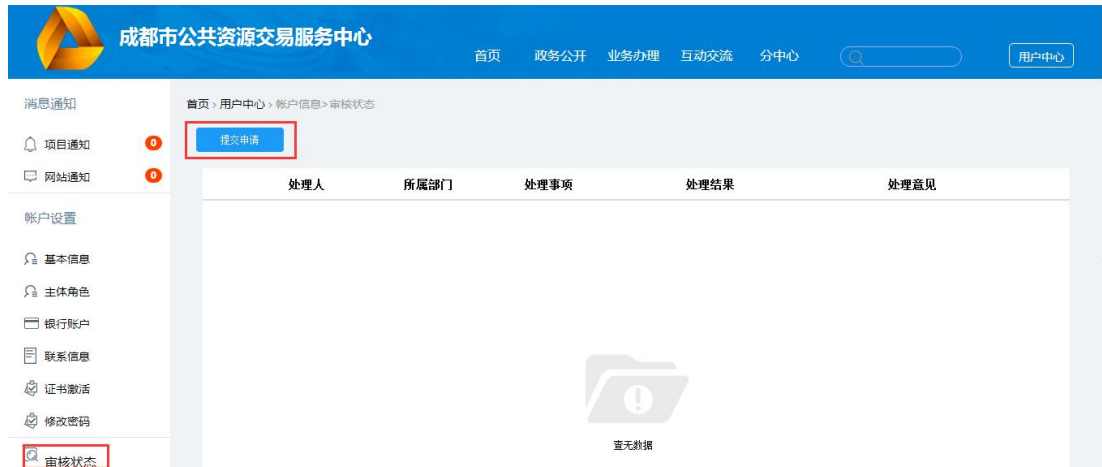 成都市公共资源交易服务中心
首页 政务公开 业务办理 互动交流 分中心 用户中心
消息通知
首页 > 用户中心 > 帐户信息>审核状态
项目通知 0
提交申请
网站通知 0
处理人 所属部门 处理事项 处理结果 处理意见
帐户设置
基本信息
主体角色
银行账户
联系信息
证书激活
修改密码
查无数据
审核状态